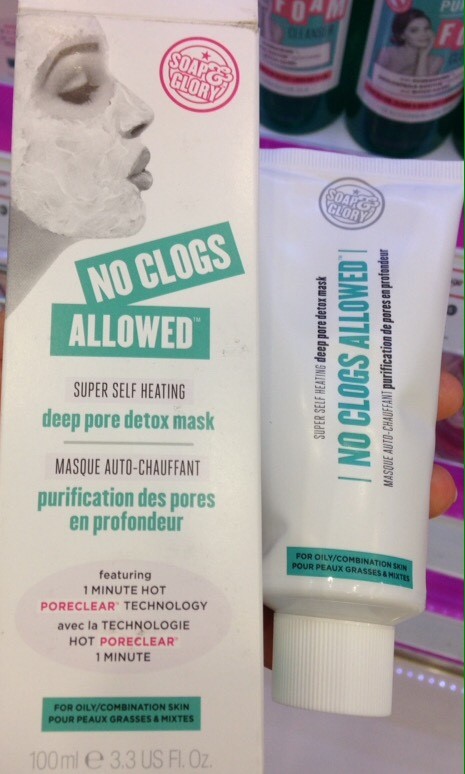 SOAP &
GLORY
NO CLOGS
ALLOWED™
SUPER SELF HEATING
deep pore detox mask
MASQUE AUTO-CHAUFFANT
purification des pores
en profondeur
featuring
1 MINUTE HOT
PORECLEAR® TECHNOLOGY
avec la TECHNOLOGIE
HOT PORECLEAR®
1 MINUTE
FOR OILY/COMBINATION SKIN
POUR PEAUX GRASSES & MIXTES
100ml e 3.3 US Fl. Oz.
SOAP &
GLORY
SUPER SELF HEATING deep pore detox mask
| NO CLOGS ALLOWED™ |
MASQUE AUTO-CHAUFFANT purification de pores en profondeur
FOR OILY/COMBINATION SKIN
POUR PEAUX GRASSES & MIXTES
FOAM
CLEANSER